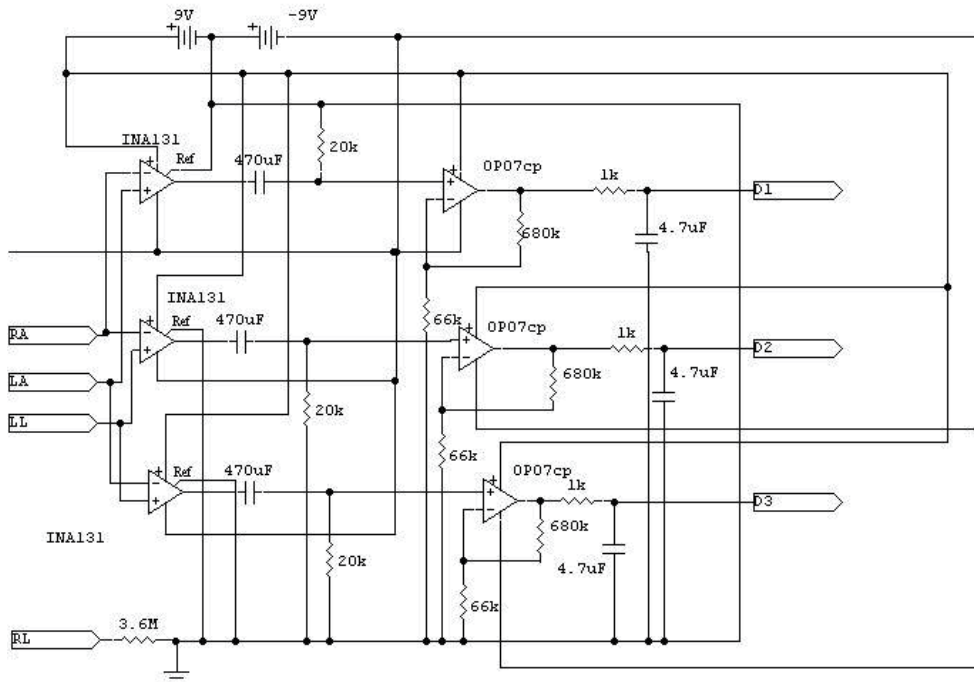 9V
-9V
INA131
Ref
470uF
20k
OP07cp
1k
D1
680k
4.7uF
INA131
Ref
470uF
66k
OP07cp
1k
RA
D2
LA
680k
4.7uF
LL
20k
66k
Ref
470uF
OP07cp
1k
D3
INA131
680k
20k
4.7uF
66k
RL
3.6M